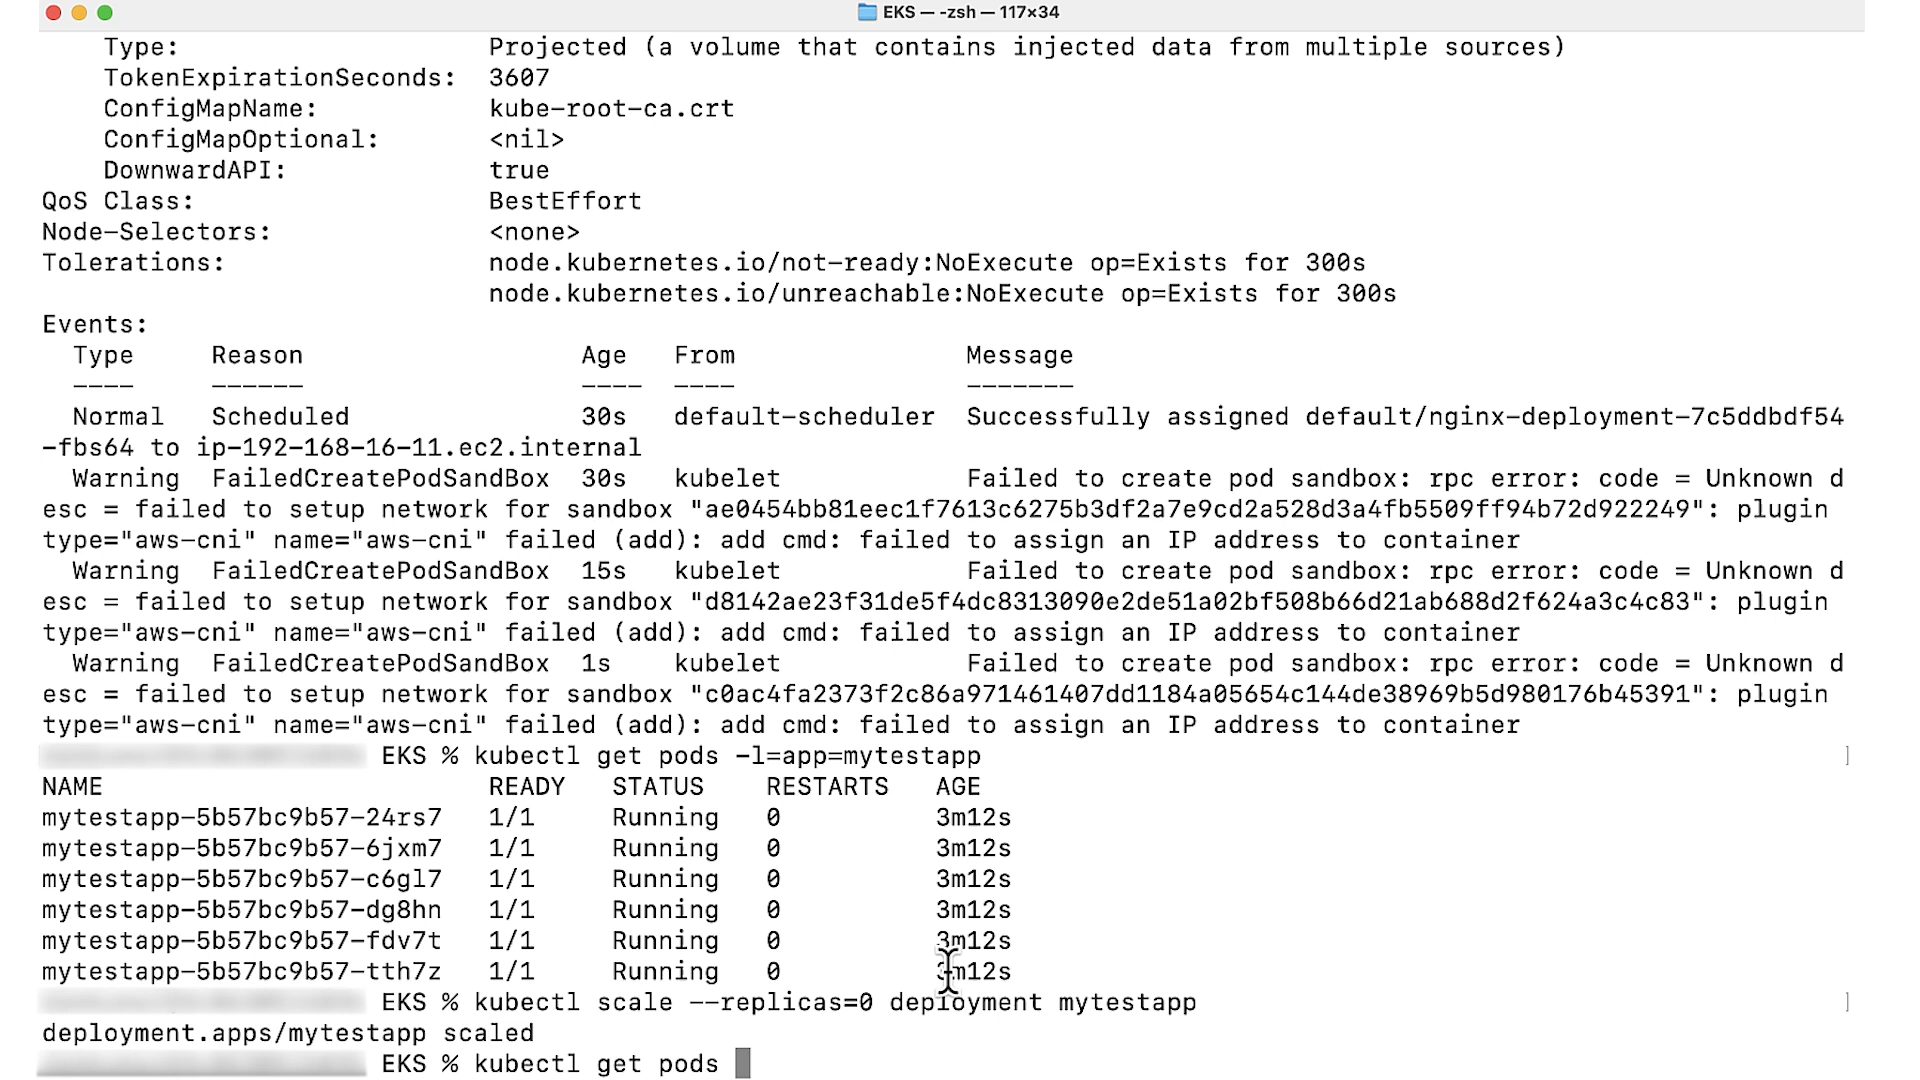 EKS — -zsh — 117×34
Type: Projected (a volume that contains injected data from multiple sources)
TokenExpirationSeconds: 3607
ConfigMapName: kube-root-ca.crt
ConfigMapOptional: <nil>
DownwardAPI: true
QoS Class: BestEffort
Node-Selectors: <none>
Tolerations: node.kubernetes.io/not-ready:NoExecute op=Exists for 300s
node.kubernetes.io/unreachable:NoExecute op=Exists for 300s
Events:
Type Reason Age From Message
---- ------ ---- ---- -------
Normal Scheduled 30s default-scheduler Successfully assigned default/nginx-deployment-7c5ddbdf54
-fbs64 to ip-192-168-16-11.ec2.internal
Warning FailedCreatePodSandBox 30s kubelet Failed to create pod sandbox: rpc error: code = Unknown d
esc = failed to setup network for sandbox "ae0454bb81eec1f7613c6275b3df2a7e9cd2a528d3a4fb5509ff94b72d922249": plugin
type="aws-cni" name="aws-cni" failed (add): add cmd: failed to assign an IP address to container
Warning FailedCreatePodSandBox 15s kubelet Failed to create pod sandbox: rpc error: code = Unknown d
esc = failed to setup network for sandbox "d8142ae23f31de5f4dc8313090e2de51a02bf508b66d21ab688d2f624a3c4c83": plugin
type="aws-cni" name="aws-cni" failed (add): add cmd: failed to assign an IP address to container
Warning FailedCreatePodSandBox 1s kubelet Failed to create pod sandbox: rpc error: code = Unknown d
esc = failed to setup network for sandbox "c0ac4fa2373f2c86a971461407dd1184a05654c144de38969b5d980176b45391": plugin
type="aws-cni" name="aws-cni" failed (add): add cmd: failed to assign an IP address to container
EKS % kubectl get pods -l=app=mytestapp ]
NAME READY STATUS RESTARTS AGE
mytestapp-5b57bc9b57-24rs7 1/1 Running 0 3m12s
mytestapp-5b57bc9b57-6jxm7 1/1 Running 0 3m12s
mytestapp-5b57bc9b57-c6gl7 1/1 Running 0 3m12s
mytestapp-5b57bc9b57-dg8hn 1/1 Running 0 3m12s
mytestapp-5b57bc9b57-fdv7t 1/1 Running 0 3m12s
mytestapp-5b57bc9b57-tth7z 1/1 Running 0 3m12s
EKS % kubectl scale --replicas=0 deployment mytestapp ]
deployment.apps/mytestapp scaled
EKS % kubectl get pods